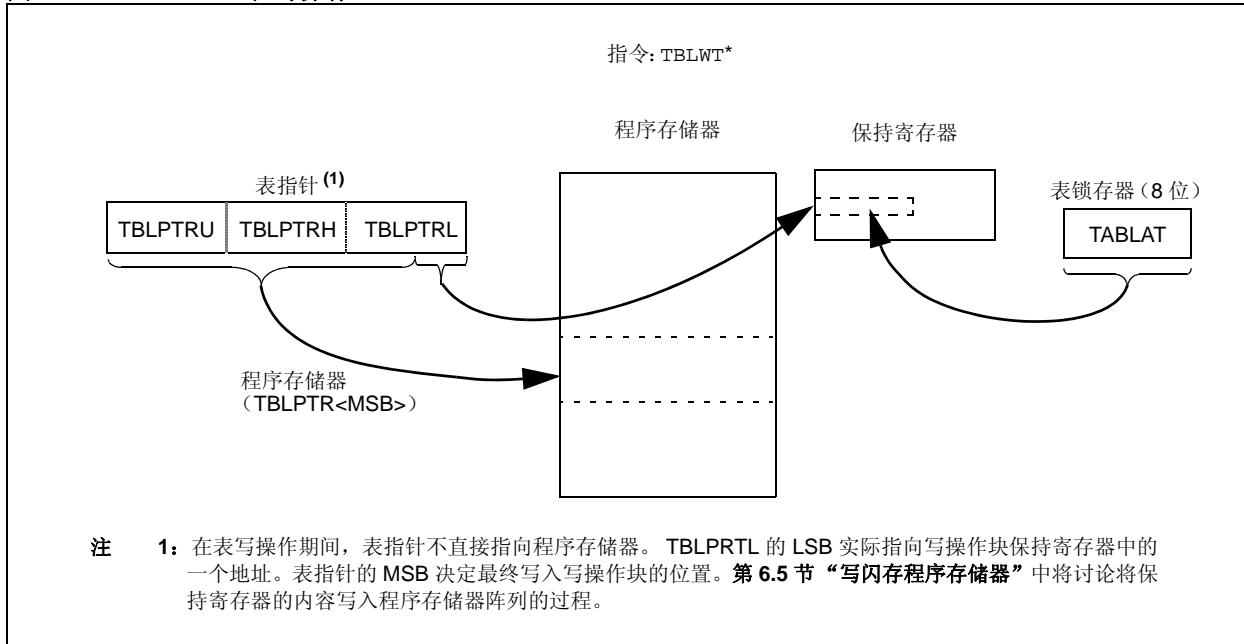 指令: TBLWT*
程序存储器
保持寄存器
表指针(1)
表锁存器（8 位）
TBLPTRU TBLPTRH TBLPTRL
TABLAT
程序存储器
（TBLPTR<MSB>）
注 1：在表写操作期间，表指针不直接指向程序存储器。 TBLPRTL 的 LSB 实际指向写操作块保持寄存器中的
一个地址。表指针的 MSB 决定最终写入写操作块的位置。第 6.5 节“写闪存程序存储器”中将讨论将保
持寄存器的内容写入程序存储器阵列的过程。